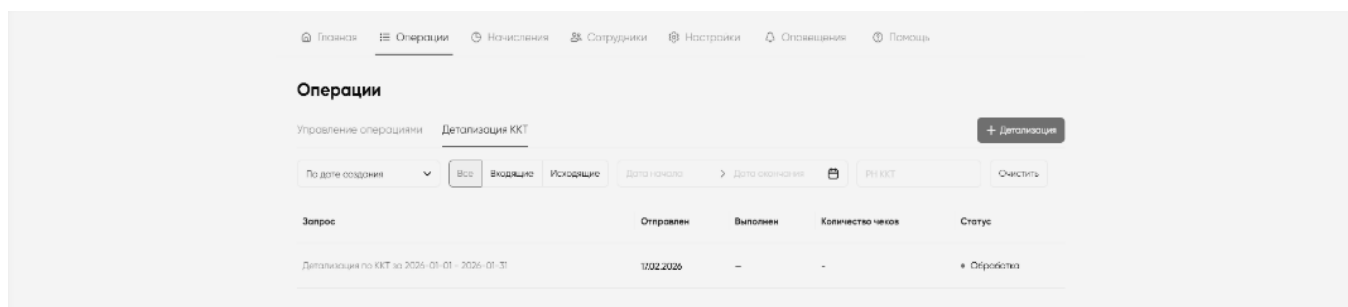 Главная Операции Начисления Сотрудники Настройки Оповещения Помощь
Операции
Управление операциями Детализация ККТ + Детализация
По дате создания Все Входящие Исходящие Дата начала > Дата окончания РН ККТ Очистить
Запрос Отправлен Выполнен Количество чеков Статус
Детализация по ККТ за 2026-01-01 - 2026-01-31 17.02.2026 — - Обработка